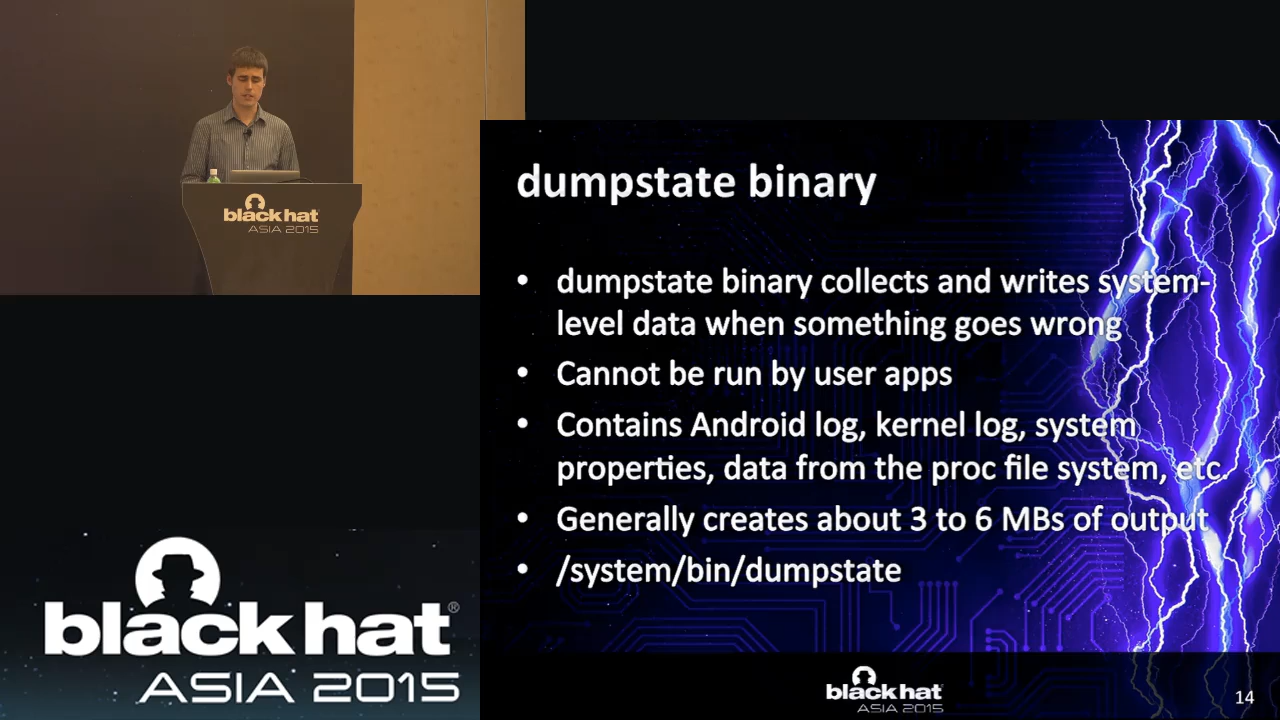 black hat
ASIA 2015
dumpstate binary
• dumpstate binary collects and writes system-
level data when something goes wrong
• Cannot be run by user apps
• Contains Android log, kernel log, system
properties, data from the proc file system, etc
• Generally creates about 3 to 6 MBs of output
• /system/bin/dumpstate
black hat®
ASIA 2015
black hat
ASIA 2015
14